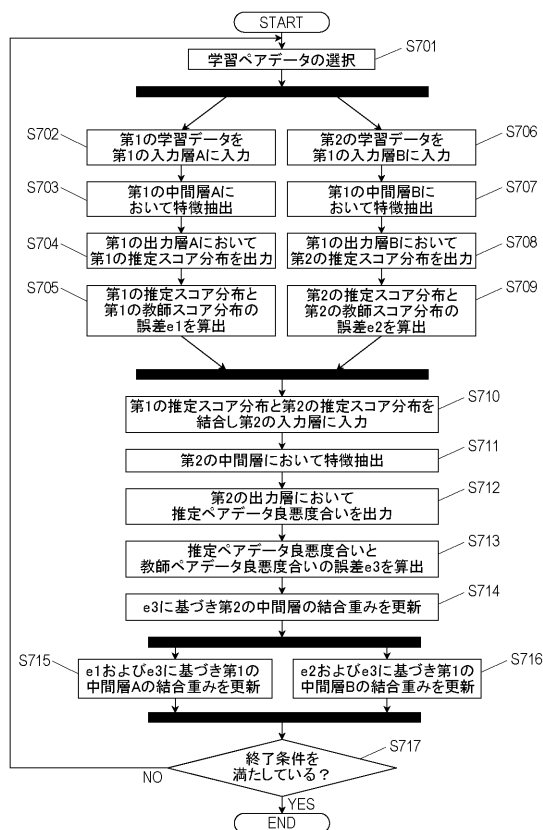 START
S701
学習ペアデータの選択
S702
第1の学習データを
第1の入力層Aに入力
S706
第2の学習データを
第1の入力層Bに入力
S703
第1の中間層Aに
おいて特徴抽出
S707
第1の中間層Bに
おいて特徴抽出
S704
第1の出力層Aにおいて
第1の推定スコア分布を出力
S708
第1の出力層Bにおいて
第2の推定スコア分布を出力
S705
第1の推定スコア分布と
第1の教師スコア分布の
誤差e1を算出
S709
第2の推定スコア分布と
第2の教師スコア分布の
誤差e2を算出
S710
第1の推定スコア分布と第2の推定スコア分布を
結合し第2の入力層に入力
S711
第2の中間層において特徴抽出
S712
第2の出力層において
推定ペアデータ良悪度合いを出力
S713
推定ペアデータ良悪度合いと
教師ペアデータ良悪度合いの誤差e3を算出
S714
e3に基づき第2の中間層の結合重みを更新
S715
e1およびe3に基づき第1の
中間層Aの結合重みを更新
S716
e2およびe3に基づき第1の
中間層Bの結合重みを更新
S717
終了条件を
満たしている？
NO
YES
END